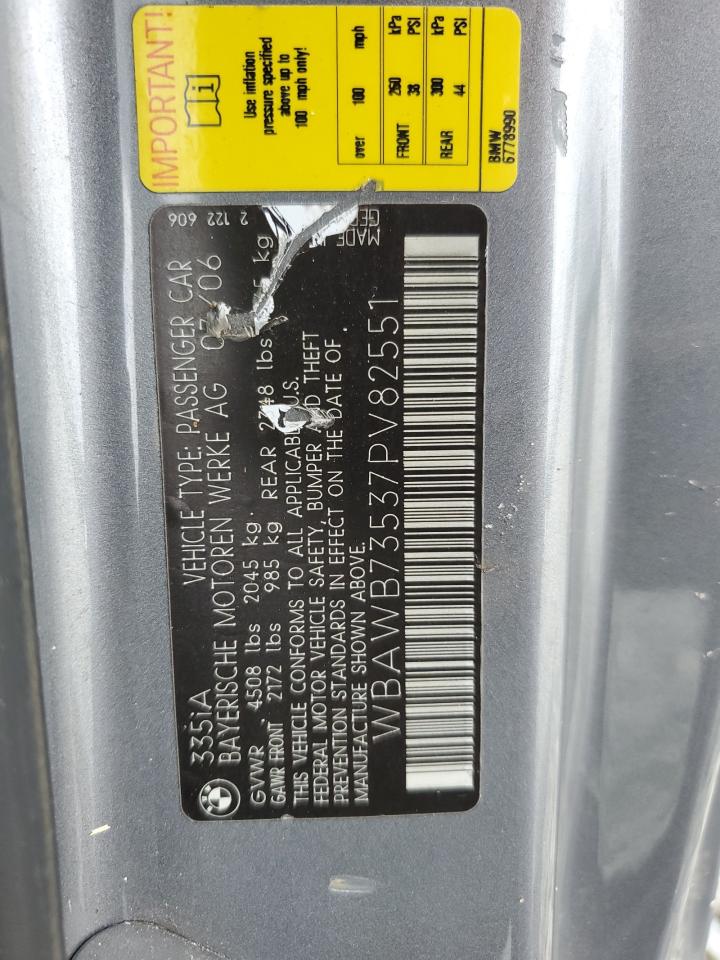 IMPORTANT!
Use inflation
pressure specified
above up to
100 mph only!
over 100 mph
FRONT 260 kPa
38 PSI
REAR 300 kPa
44 PSI
BMW
6778990
335iA VEHICLE TYPE: PASSENGER CAR 2 122 606
BAYERISCHE MOTOREN WERKE AG 07/06
GVWR 4508 lbs 2045 kg
GAWR FRONT 2172 lbs 985 kg REAR lbs kg
THIS VEHICLE CONFORMS TO ALL APPLICABLE U.S.
FEDERAL MOTOR VEHICLE SAFETY, BUMPER AND THEFT
PREVENTION STANDARDS IN EFFECT ON THE DATE OF
MANUFACTURE SHOWN ABOVE. MADE IN
WBAWB73537PV82551